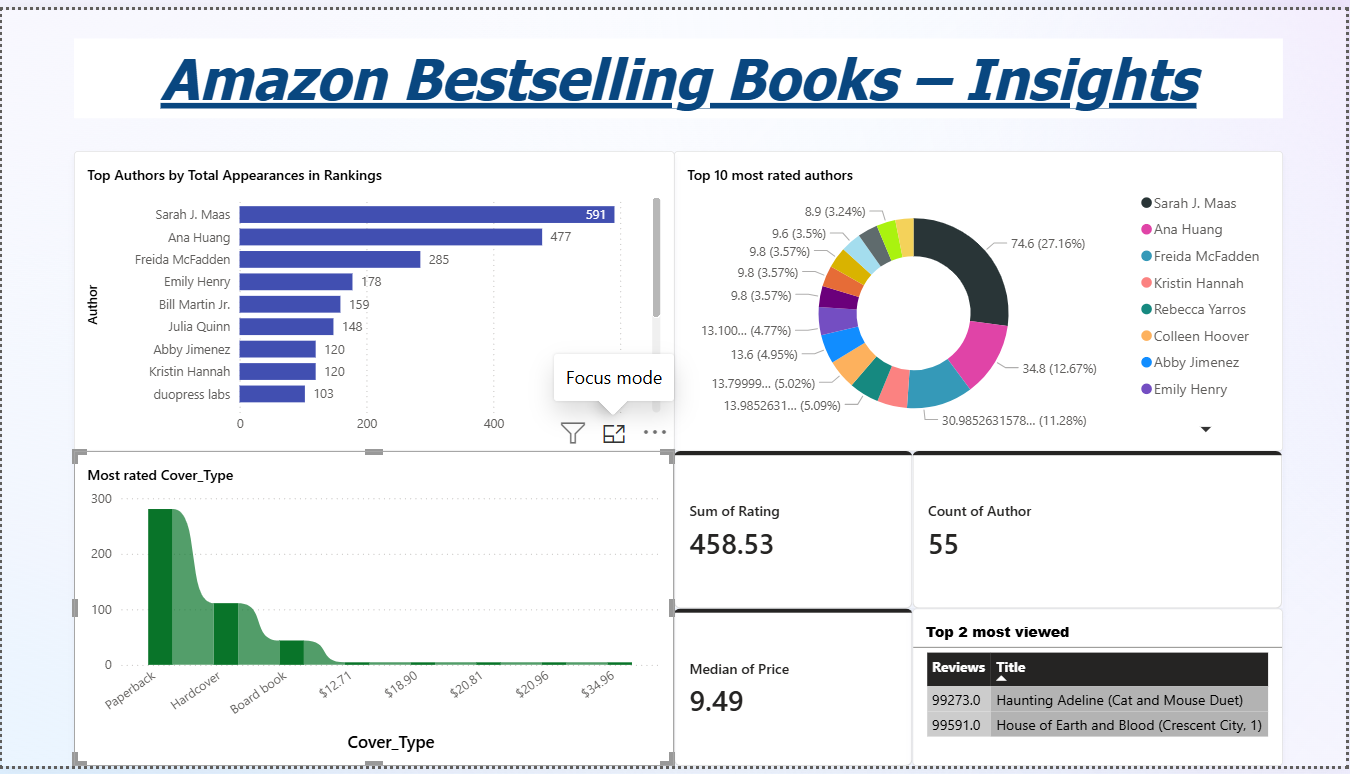 Amazon Bestselling Books – Insights
Top Authors by Total Appearances in Rankings
Author
Sarah J. Maas 591
Ana Huang 477
Freida McFadden 285
Emily Henry 178
Bill Martin Jr. 159
Julia Quinn 148
Abby Jimenez 120
Kristin Hannah 120
duopress labs 103
0 200 400
Focus mode
Top 10 most rated authors
8.9 (3.24%)
9.6 (3.5%)
9.8 (3.57%)
9.8 (3.57%)
9.8 (3.57%)
13.100... (4.77%)
13.6 (4.95%)
13.79999... (5.02%)
13.9852631... (5.09%)
74.6 (27.16%)
34.8 (12.67%)
30.9852631578... (11.28%)
Sarah J. Maas
Ana Huang
Freida McFadden
Kristin Hannah
Rebecca Yarros
Colleen Hoover
Abby Jimenez
Emily Henry
Most rated Cover_Type
300
200
100
0
Paperback Hardcover Board book $12.71 $18.90 $20.81 $20.96 $34.96
Cover_Type
Sum of Rating
458.53
Count of Author
55
Median of Price
9.49
Top 2 most viewed
Reviews Title
99273.0 Haunting Adeline (Cat and Mouse Duet)
99591.0 House of Earth and Blood (Crescent City, 1)